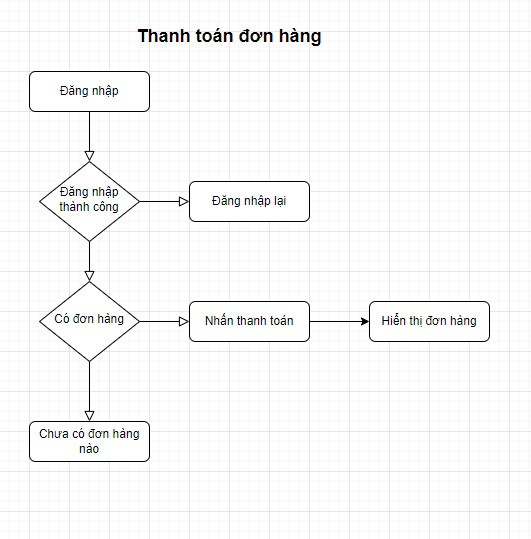 Thanh toán đơn hàng
Đăng nhập
Đăng nhập
thành công
Đăng nhập lại
Có đơn hàng
Nhấn thanh toán
Hiển thị đơn hàng
Chưa có đơn hàng
nào